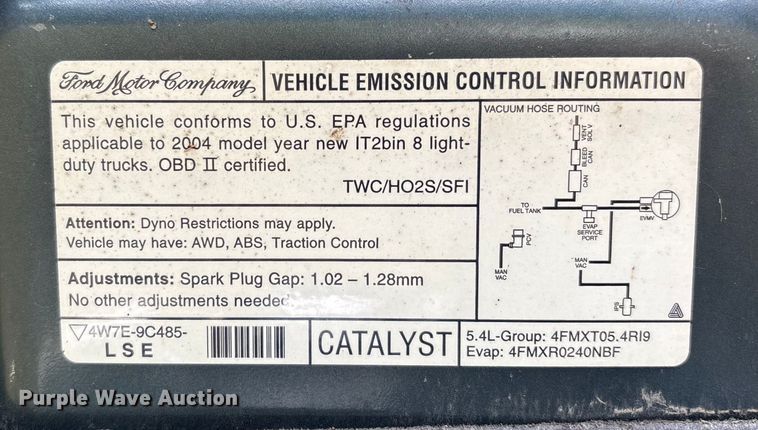 Ford Motor Company
VEHICLE EMISSION CONTROL INFORMATION
This vehicle conforms to U.S. EPA regulations
applicable to 2004 model year new IT2bin 8 light-
duty trucks. OBD II certified.
TWC/HO2S/SFI
Attention: Dyno Restrictions may apply.
Vehicle may have: AWD, ABS, Traction Control
Adjustments: Spark Plug Gap: 1.02 – 1.28mm
No other adjustments needed.
VACUUM HOSE ROUTING
VENT
SOL V
BLEED
CAN
CAN
TO
FUEL TANK
EVAP
SERVICE
PORT
EVMV
PCV
MAN
VAC
MAN
VAC
IPS
4W7E-9C485-
LSE
CATALYST
5.4L-Group: 4FMXT05.4RI9
Evap: 4FMXR0240NBF
Purple Wave Auction